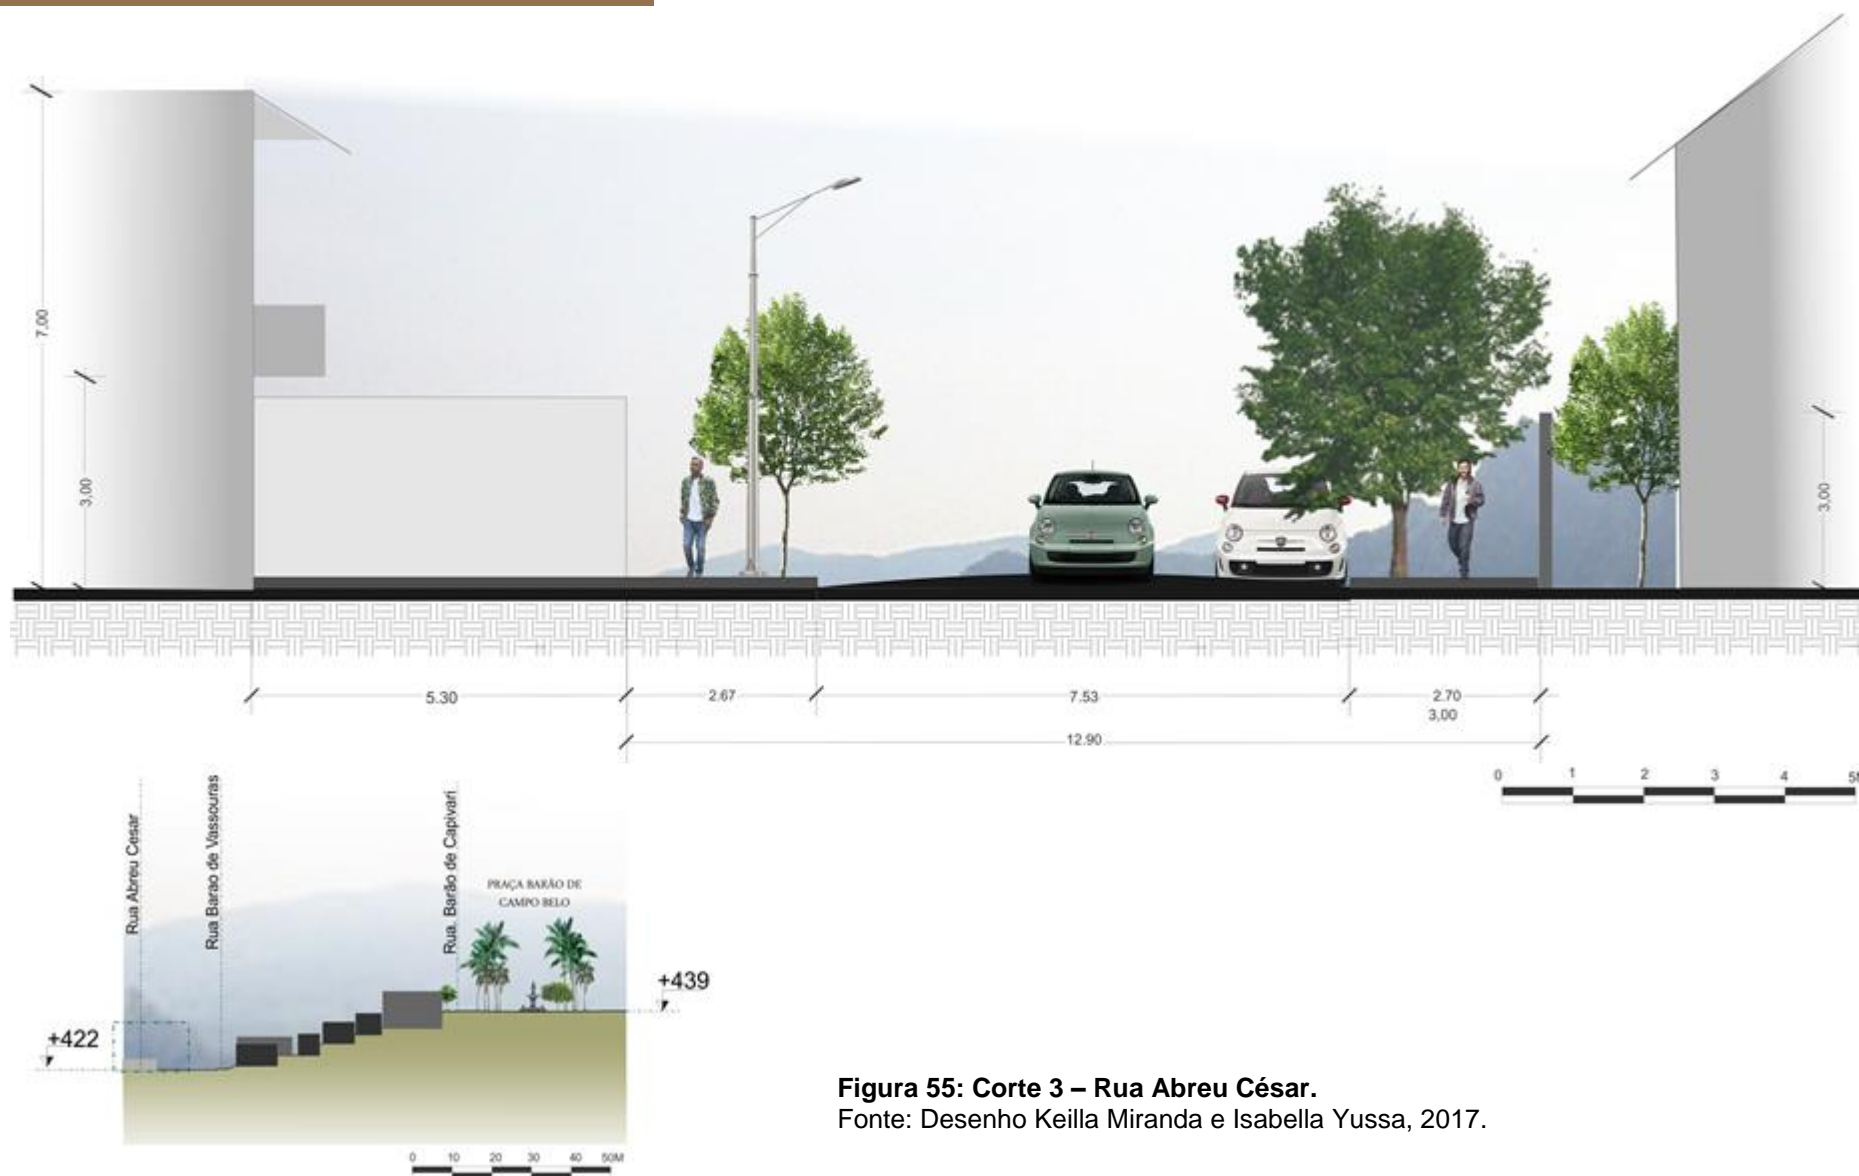 7,00
3,00
3,00
5.30
2.67
7.53
2.70
3,00
12.90
0 1 2 3 4 5M
Rua Abreu Cesar
Rua Barao de Vassouras
Rua. Barão de Capivari
PRAÇA BARÃO DE
CAMPO BELO
+439
+422
0 10 20 30 40 50M
Figura 55: Corte 3 – Rua Abreu César.
Fonte: Desenho Keilla Miranda e Isabella Yussa, 2017.